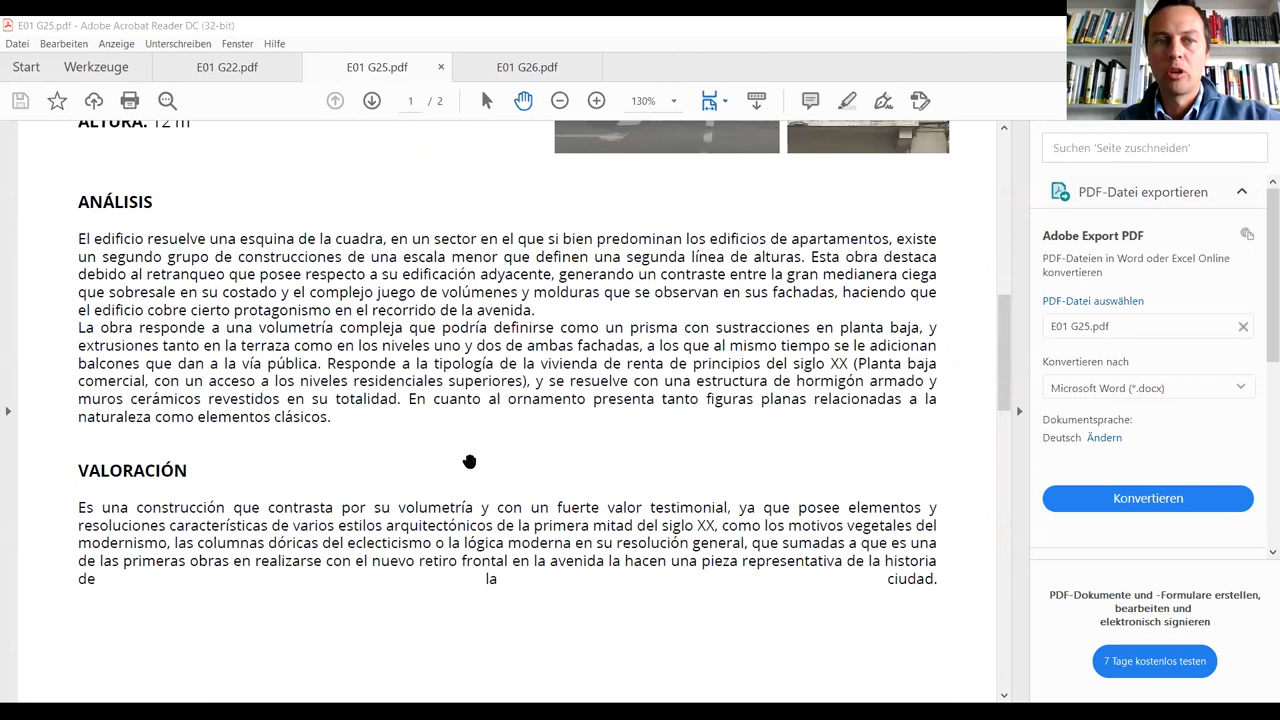 E01 G25.pdf - Adobe Acrobat Reader DC (32-bit)
Datei Bearbeiten Anzeige Unterschreiben Fenster Hilfe
Start Werkzeuge E01 G22.pdf E01 G25.pdf × E01 G26.pdf
1 / 2 130%
ALTURA: 12 m
ANÁLISIS
El edificio resuelve una esquina de la cuadra, en un sector en el que si bien predominan los edificios de apartamentos, existe
un segundo grupo de construcciones de una escala menor que definen una segunda línea de alturas. Esta obra destaca
debido al retranqueo que posee respecto a su edificación adyacente, generando un contraste entre la gran medianera ciega
que sobresale en su costado y el complejo juego de volúmenes y molduras que se observan en sus fachadas, haciendo que
el edificio cobre cierto protagonismo en el recorrido de la avenida.
La obra responde a una volumetría compleja que podría definirse como un prisma con sustracciones en planta baja, y
extrusiones tanto en la terraza como en los niveles uno y dos de ambas fachadas, a los que al mismo tiempo se le adicionan
balcones que dan a la vía pública. Responde a la tipología de la vivienda de renta de principios del siglo XX (Planta baja
comercial, con un acceso a los niveles residenciales superiores), y se resuelve con una estructura de hormigón armado y
muros cerámicos revestidos en su totalidad. En cuanto al ornamento presenta tanto figuras planas relacionadas a la
naturaleza como elementos clásicos.
VALORACIÓN
Es una construcción que contrasta por su volumetría y con un fuerte valor testimonial, ya que posee elementos y
resoluciones características de varios estilos arquitectónicos de la primera mitad del siglo XX, como los motivos vegetales del
modernismo, las columnas dóricas del eclecticismo o la lógica moderna en su resolución general, que sumadas a que es una
de las primeras obras en realizarse con el nuevo retiro frontal en la avenida la hacen una pieza representativa de la historia
de la ciudad.
Suchen 'Seite zuschneiden'
PDF-Datei exportieren
Adobe Export PDF
PDF-Dateien in Word oder Excel Online
konvertieren
PDF-Datei auswählen
E01 G25.pdf
Konvertieren nach
Microsoft Word (*.docx)
Dokumentsprache:
Deutsch Ändern
Konvertieren
PDF-Dokumente und -Formulare erstellen,
bearbeiten und
elektronisch signieren
7 Tage kostenlos testen